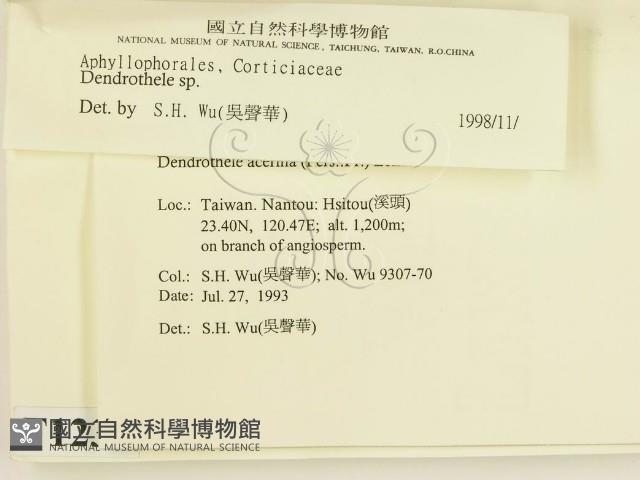 國立自然科學博物館
NATIONAL MUSEUM OF NATURAL SCIENCE, TAICHUNG, TAIWAN, R.O.CHINA
Aphyllophorales, Corticiaceae
Dendrothele sp.
Det. by S.H. Wu(吳聲華) 1998/11/
Dendrothele acerina (Pers.:Fr.)
Loc.: Taiwan. Nantou: Hsitou(溪頭)
23.40N, 120.47E; alt. 1,200m;
on branch of angiosperm.
Col.: S.H. Wu(吳聲華); No. Wu 9307-70
Date: Jul. 27, 1993
Det.: S.H. Wu(吳聲華)
國立自然科學博物館
NATIONAL MUSEUM OF NATURAL SCIENCE